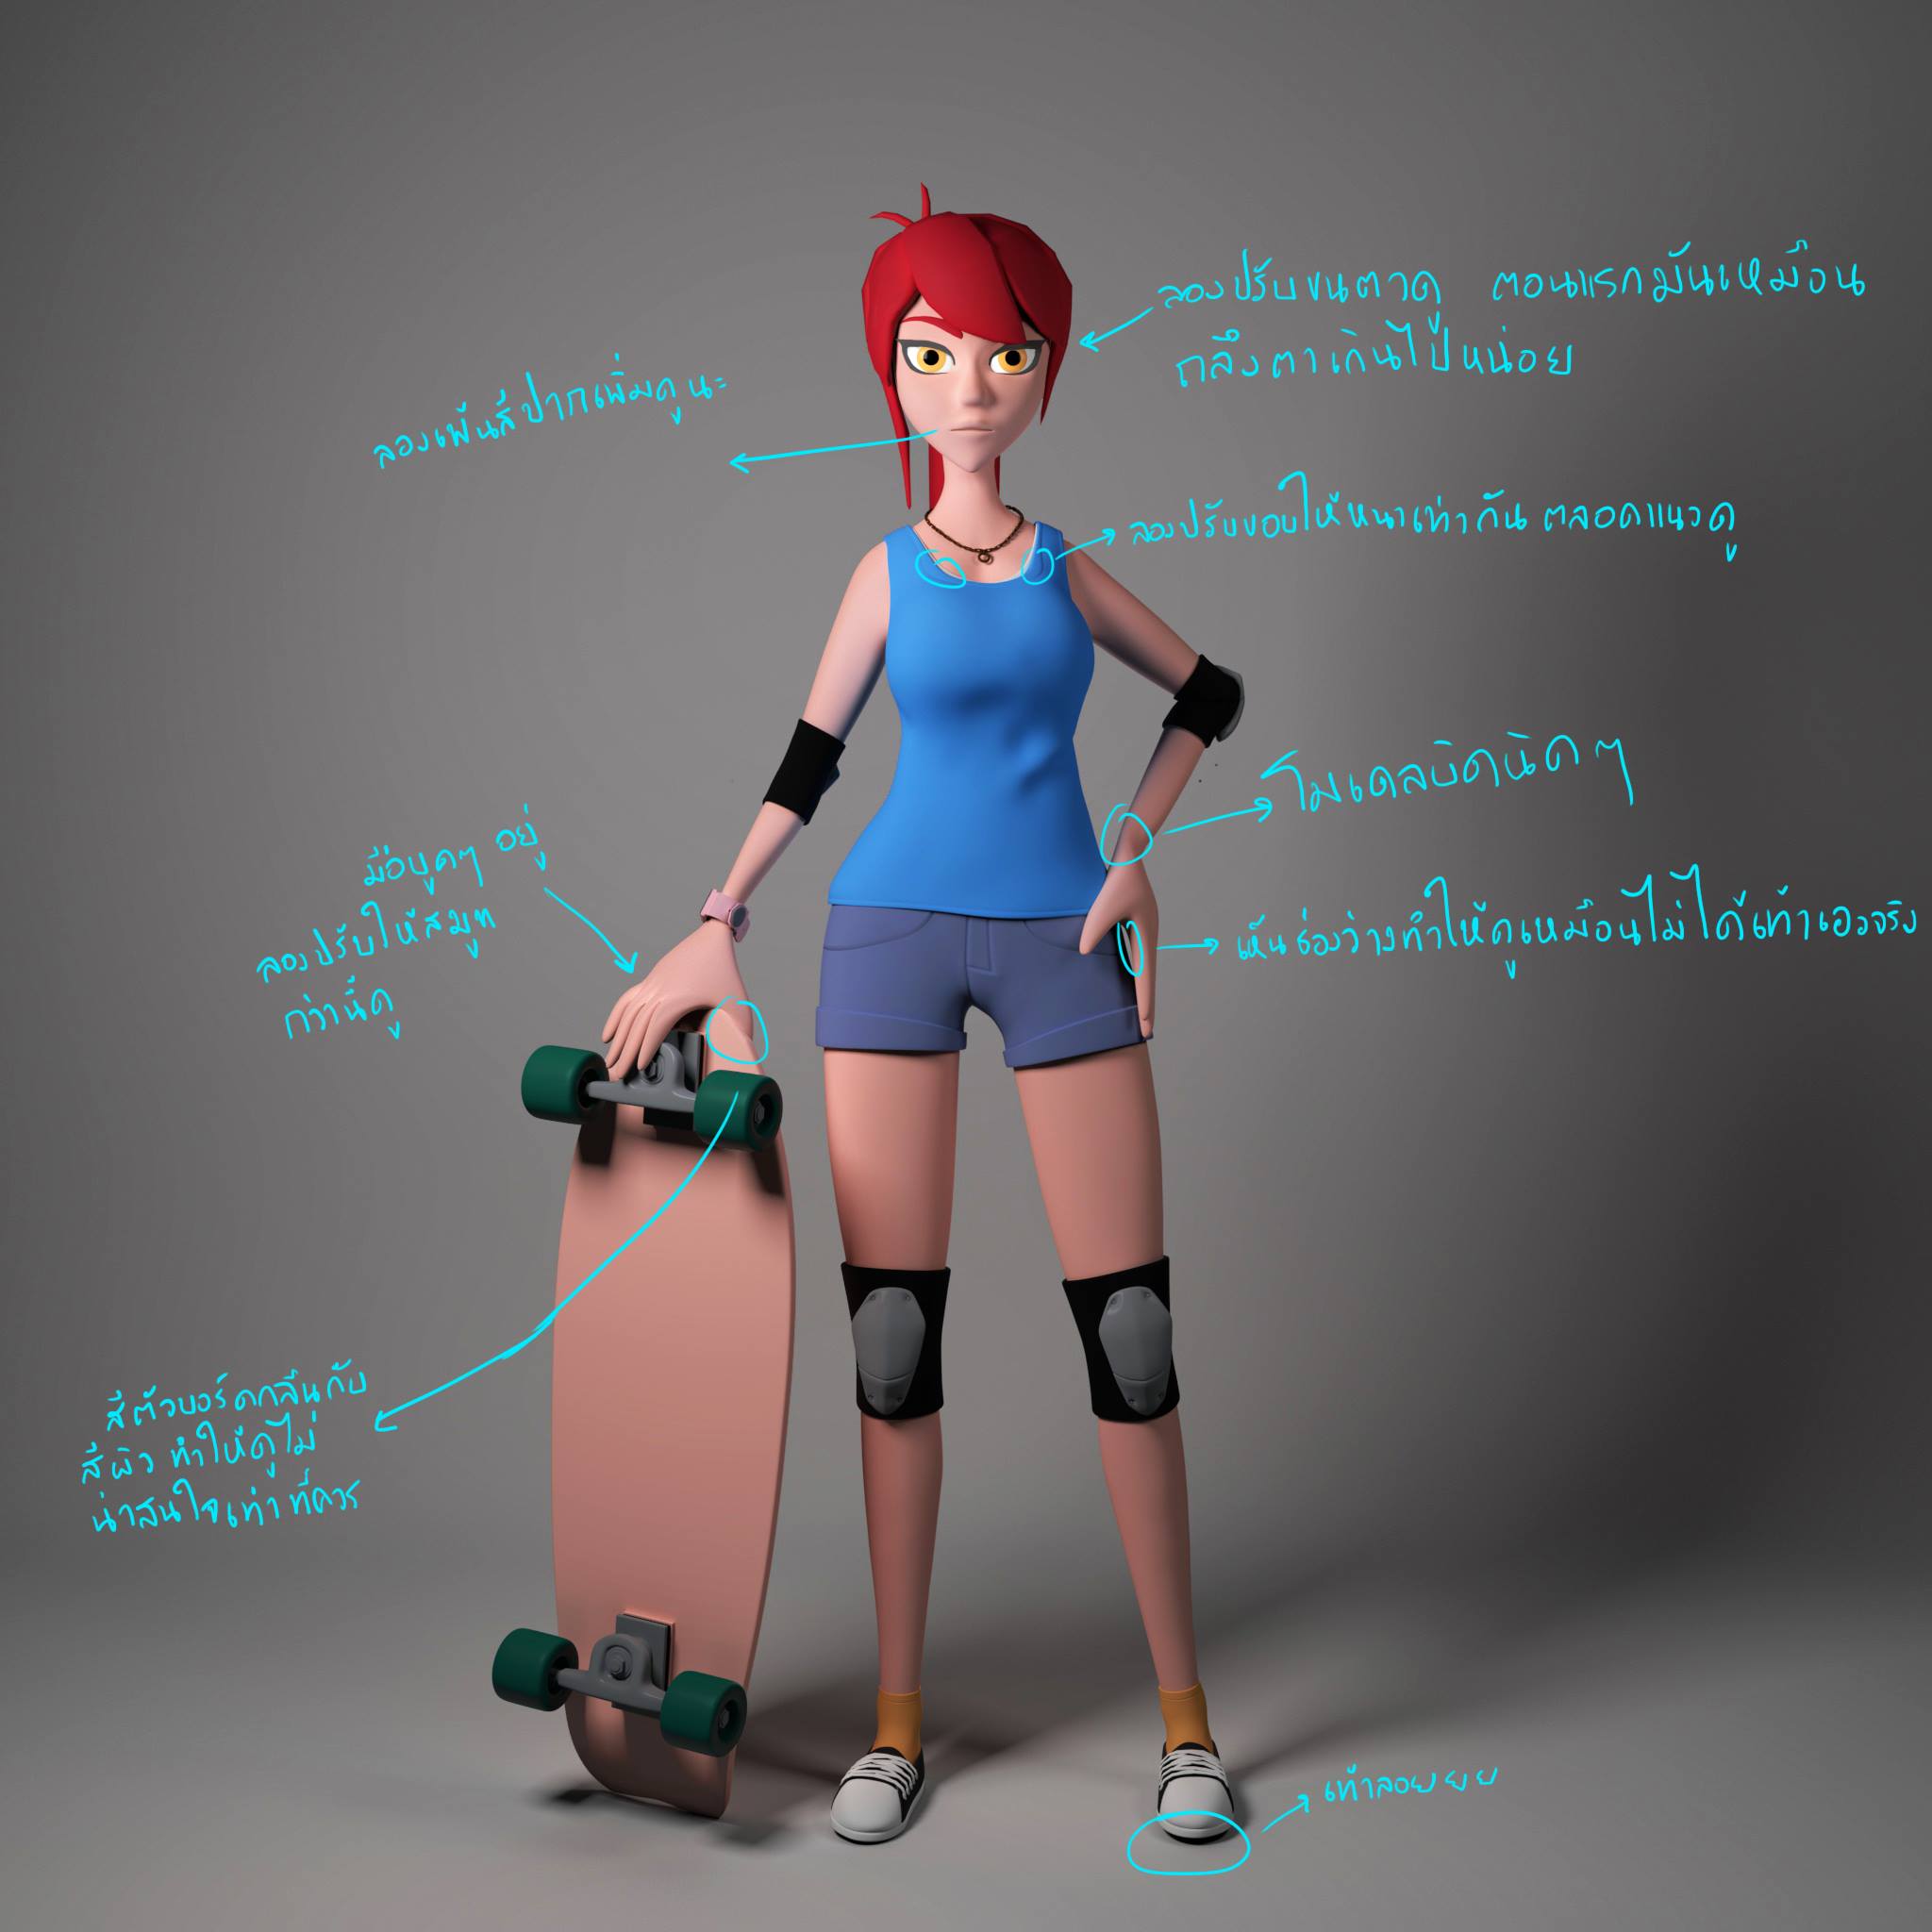 ลองปรับขนตาดู ตอนแรกมันเหมือน
ถลึงตาเกินไปหน่อย
ลองเพ้นสีปากเพิ่มดูนะ
ลองปรับขอบให้หนาเท่ากันตลอดแนวดู
โมเดลบิดนิดๆ
มือบูดๆ อยู่
ลองปรับให้สมูท
กว่านี้ดู
เห็นช่องว่างทำให้ดูเหมือนไม่ได้เท้าเอวจริง
สีตัวบอร์ดกลืนกับ
สีผิว ทำให้ดูไม่
น่าสนใจเท่าที่ควร
เท้าลอยยย